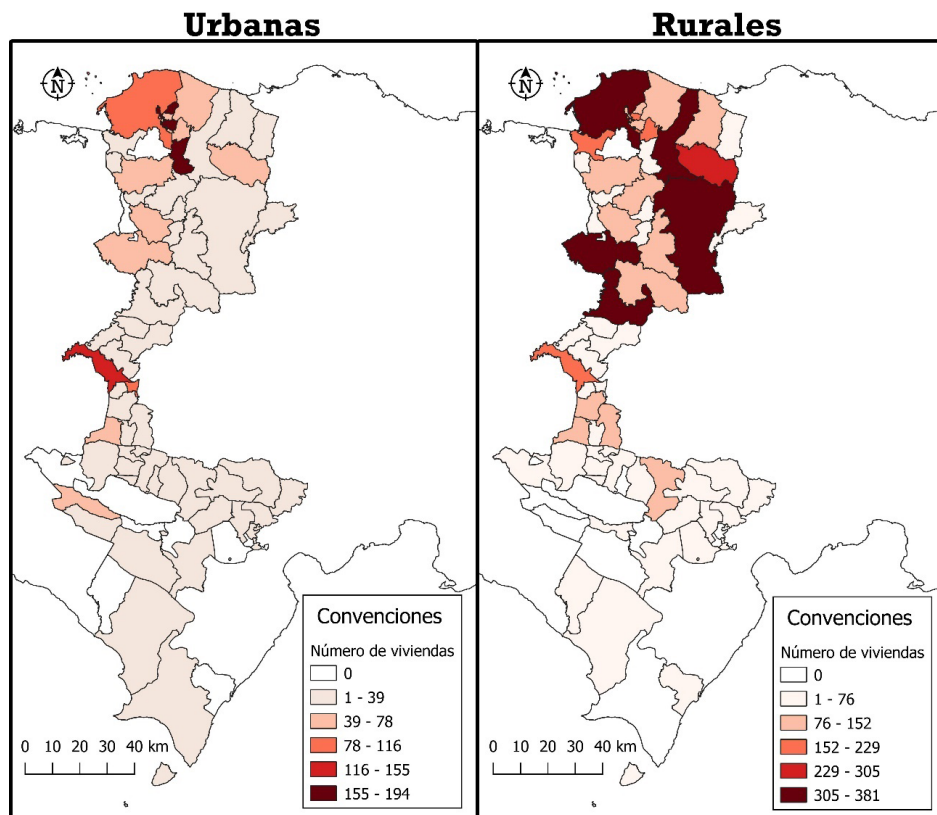 Urbanas
N
Convenciones
Número de viviendas
0
1 - 39
39 - 78
78 - 116
116 - 155
155 - 194
0 10 20 30 40 km
Rurales
N
Convenciones
Número de viviendas
0
1 - 76
76 - 152
152 - 229
229 - 305
305 - 381
0 10 20 30 40 km